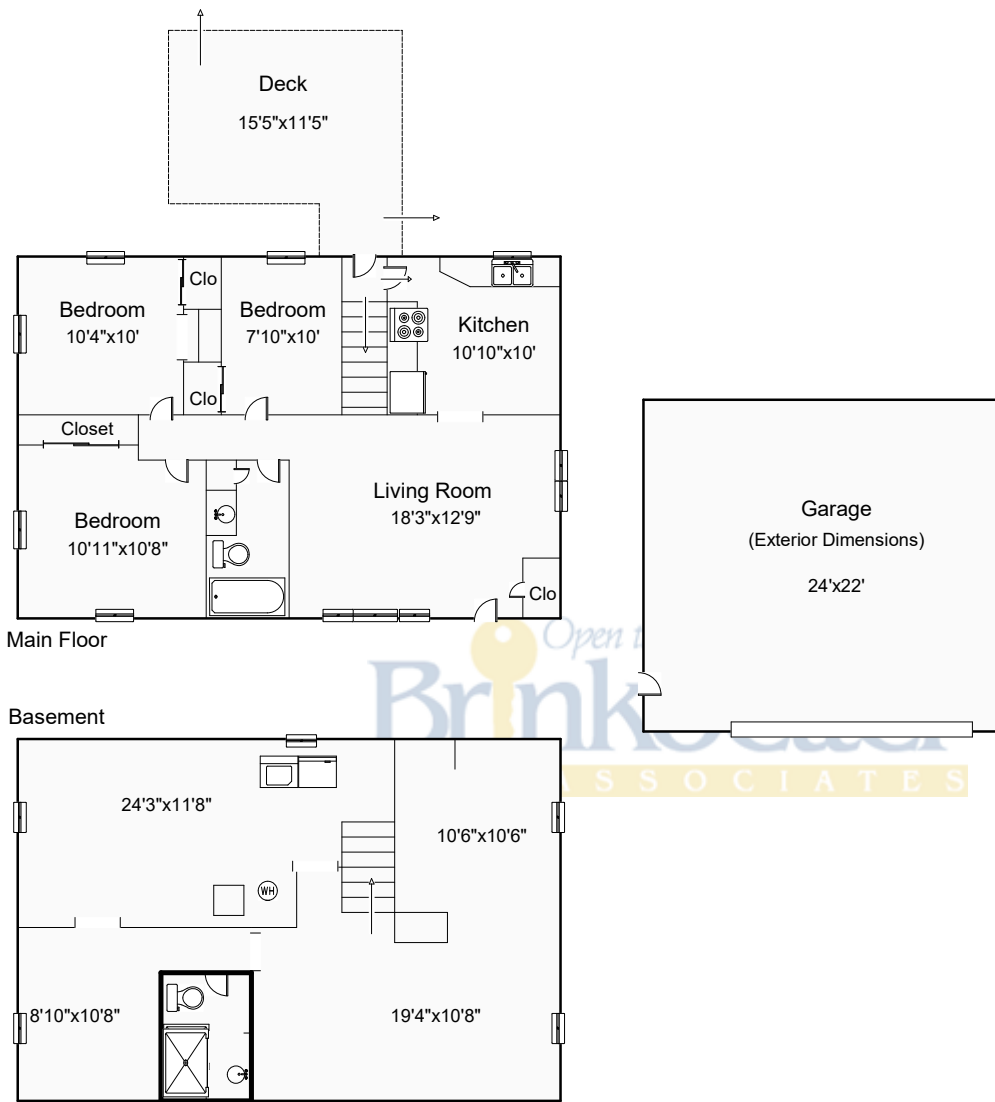 Deck
15'5"x11'5"
Clo
Bedroom
10'4"x10'
Bedroom
7'10"x10'
Kitchen
10'10"x10'
Clo
Closet
Living Room
18'3"x12'9"
Bedroom
10'11"x10'8"
Clo
Main Floor
Garage
(Exterior Dimensions)
24'x22'
Open t
Brink
ASSOCIATES
Basement
24'3"x11'8"
10'6"x10'6"
WH
8'10"x10'8"
19'4"x10'8"